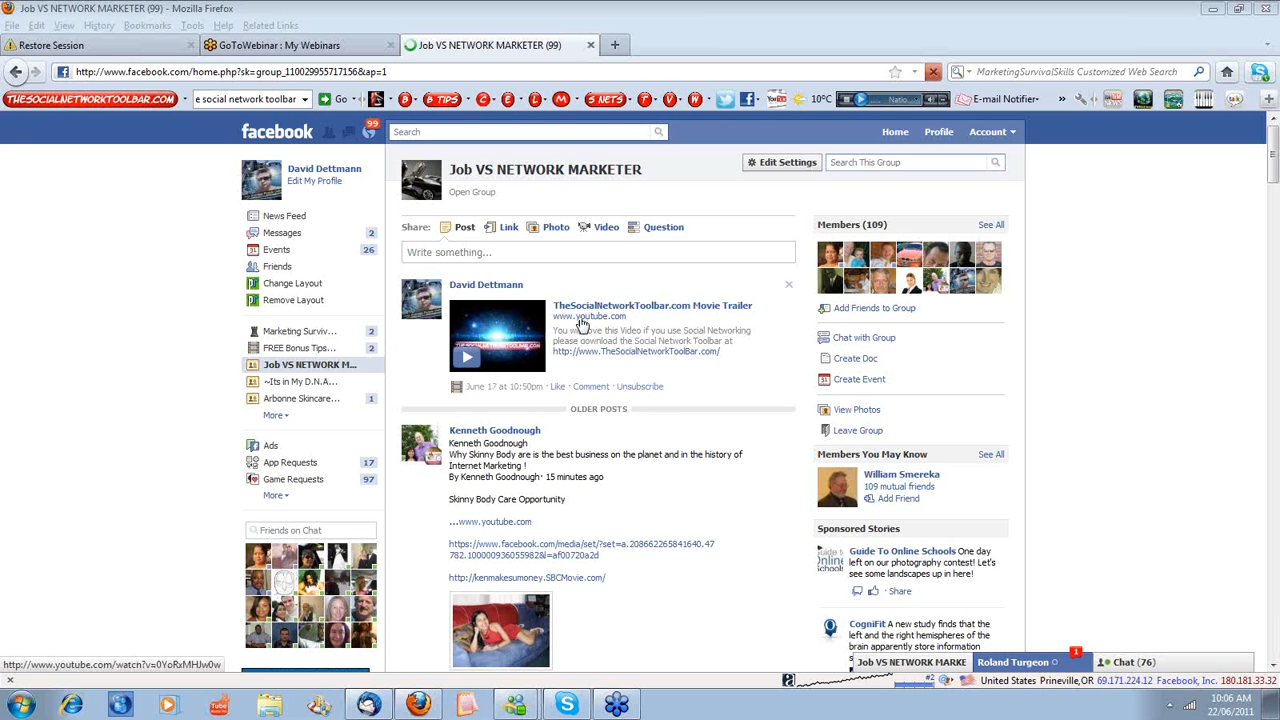 Job VS NETWORK MARKETER (99) - Mozilla Firefox
File Edit View History Bookmarks Tools Help Related Links
Restore Session
GoToWebinar : My Webinars
Job VS NETWORK MARKETER (99)
http://www.facebook.com/home.php?sk=group_110029955717156&ap=1
MarketingSurvivalSkills Customized Web Search
THESOCIALNETWORKTOOLBAR.COM
e social network toolbar Go
B B TIPS C E L M S NETS T V W
10°C
E-mail Notifier
99
facebook
Search
Home Profile Account
David Dettmann
Edit My Profile
Job VS NETWORK MARKETER
Open Group
Edit Settings
Search This Group
News Feed
Messages 2
Events 26
Friends
Change Layout
Remove Layout
Marketing Surviv... 2
FREE Bonus Tips... 2
Job VS NETWORK M...
~Its in My D.N.A...
Arbonne Skincare... 1
More
Ads
App Requests 17
Game Requests 97
More
Friends on Chat
Share: Post Link Photo Video Question
Write something...
David Dettmann
TheSocialNetworkToolbar.com Movie Trailer
www.youtube.com
this Video if you use Social Networking
please download the Social Network Toolbar at
http://www.TheSocialNetworkToolBar.com/
June 17 at 10:50pm · Like · Comment · Unsubscribe
OLDER POSTS
Kenneth Goodnough
Kenneth Goodnough
Why Skinny Body are is the best business on the planet and in the history of
Internet Marketing !
By Kenneth Goodnough· 15 minutes ago
Skinny Body Care Opportunity
...www.youtube.com
https://www.facebook.com/media/set/?set=a.208662265841640.47
782.100000936055982&l=af00720a2d
http://kenmakesumoney.SBCMovie.com/
Members (109) See All
Add Friends to Group
Chat with Group
Create Doc
Create Event
View Photos
Leave Group
Members You May Know See All
William Smereka
109 mutual friends
Add Friend
Sponsored Stories
Guide To Online Schools One day
left on our photography contest! Let's
see some landscapes up in here!
· Share
CogniFit A new study finds that the
left and the right hemispheres of the
brain apparently store information
Job VS NETWORK MARKE
Roland Turgeon
1
Chat (76)
http://www.youtube.com/watch?v=0YoRxMHJw0w
#2
United States Prineville,OR 69.171.224.12 Facebook, Inc. 180.181.33.32
10:06 AM
22/06/2011